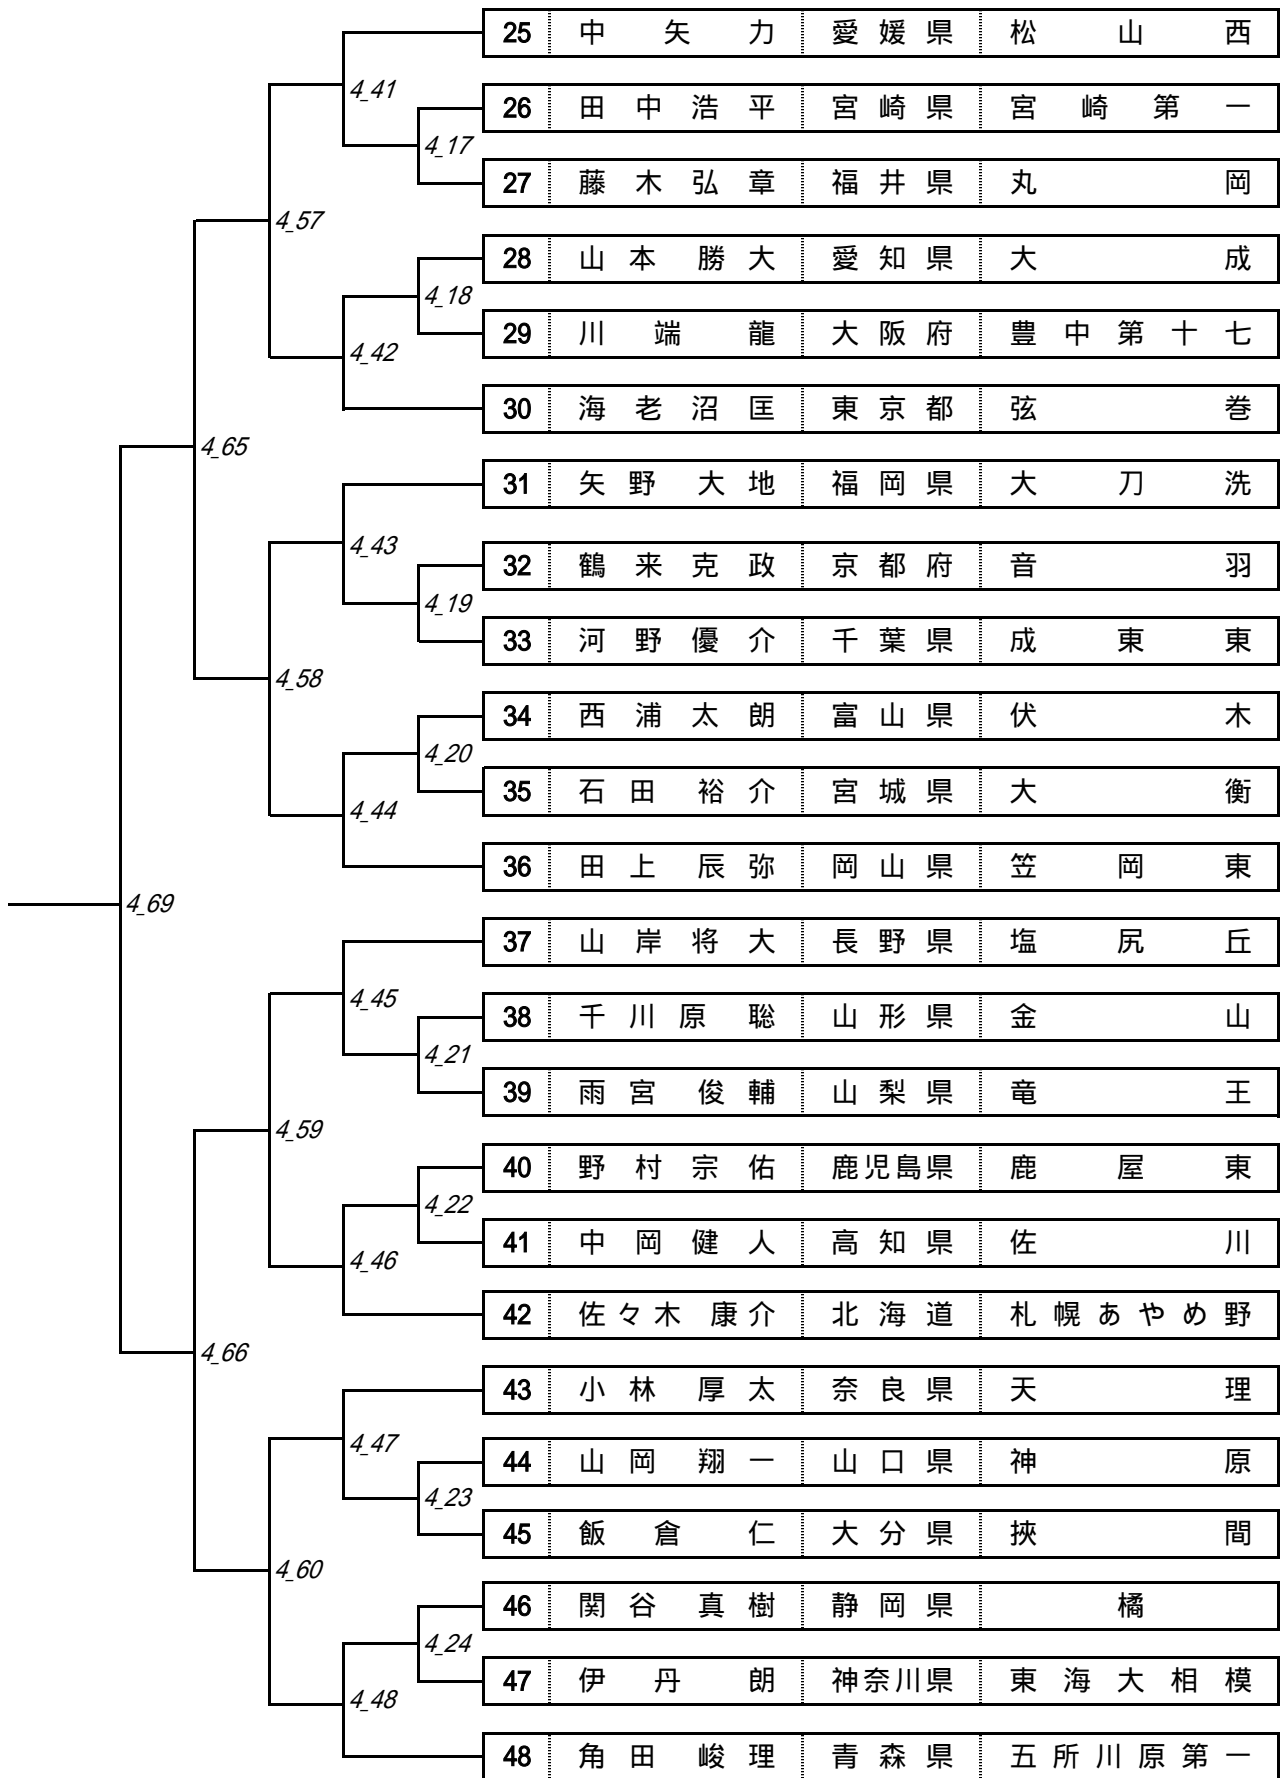 25 中矢力 愛媛県 松山西
4_41
26 田中浩平 宮崎県 宮崎第一
4_17
27 藤木弘章 福井県 丸岡
4_57
28 山本勝大 愛知県 大成
4_18
29 川端龍 大阪府 豊中第十七
4_42
30 海老沼匡 東京都 弦巻
4_65
31 矢野大地 福岡県 大刀洗
4_43
32 鶴来克政 京都府 音羽
4_19
33 河野優介 千葉県 成東東
4_58
34 西浦太朗 富山県 伏木
4_20
35 石田裕介 宮城県 大衡
4_44
36 田上辰弥 岡山県 笠岡東
4_69
37 山岸将大 長野県 塩尻丘
4_45
38 千川原聡 山形県 金山
4_21
39 雨宮俊輔 山梨県 竜王
4_59
40 野村宗佑 鹿児島県 鹿屋東
4_22
41 中岡健人 高知県 佐川
4_46
42 佐々木康介 北海道 札幌あやめ野
4_66
43 小林厚太 奈良県 天理
4_47
44 山岡翔一 山口県 神原
4_23
45 飯倉仁 大分県 挾間
4_60
46 関谷真樹 静岡県 橘
4_24
47 伊丹朗 神奈川県 東海大相模
4_48
48 角田峻理 青森県 五所川原第一